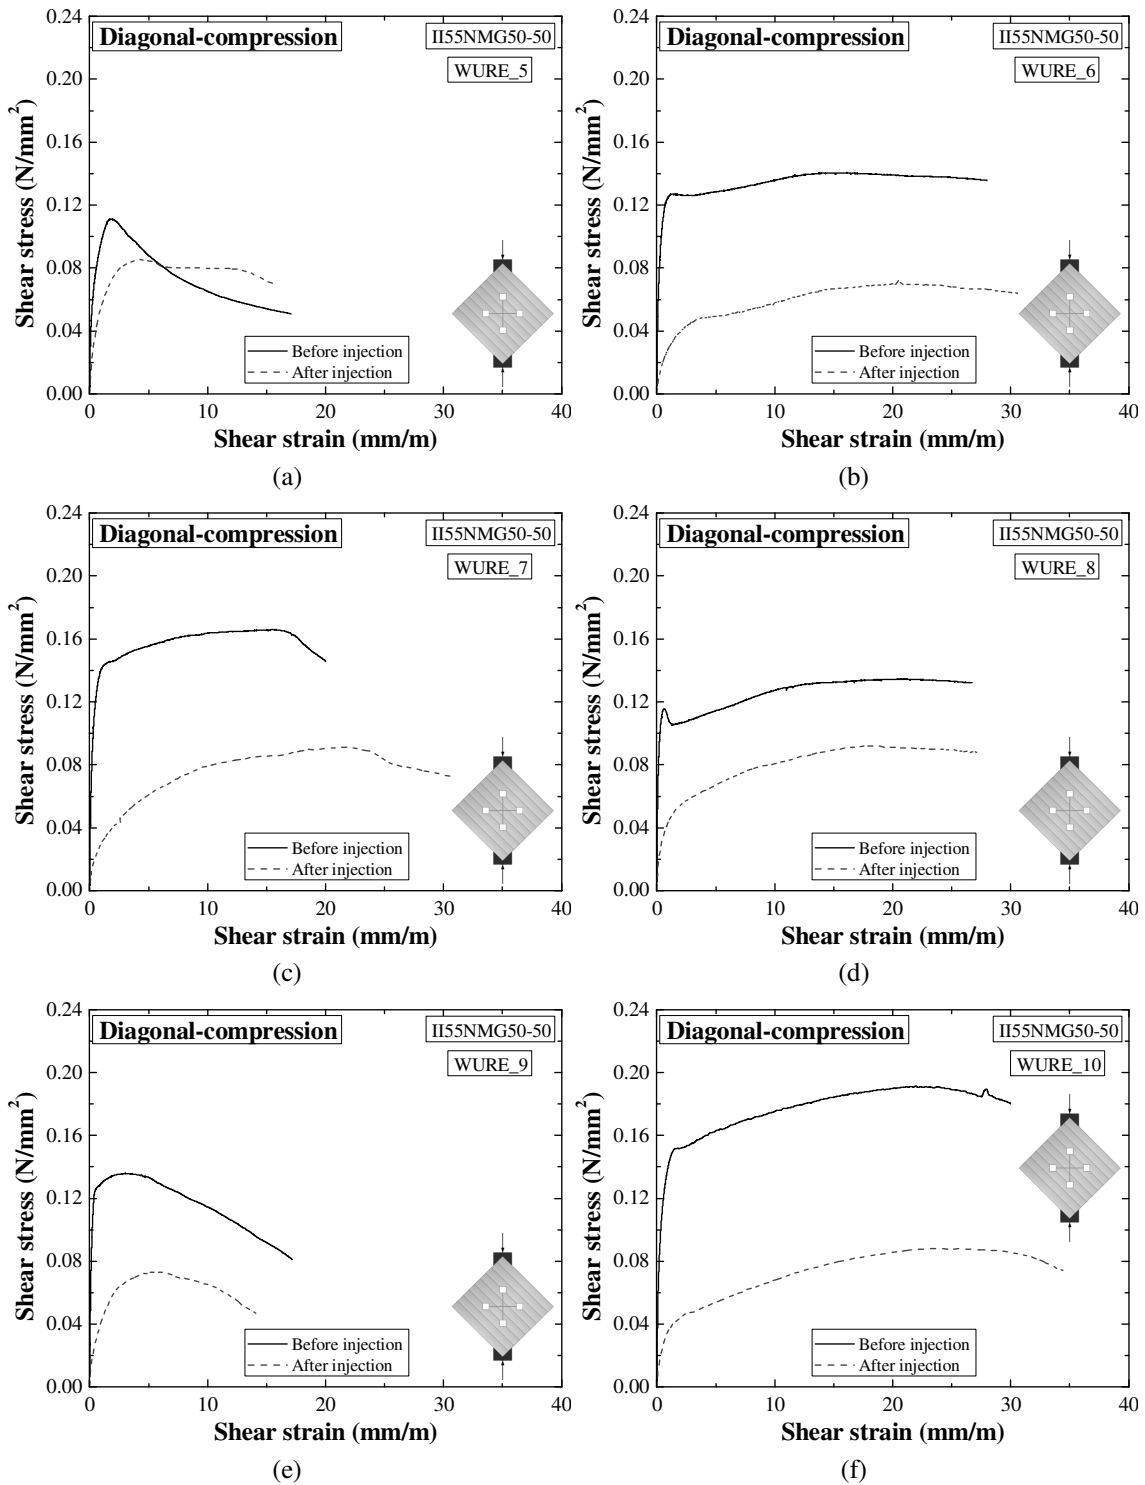 Diagonal-compression
II55NMG50-50
WURE_5
Shear stress (N/mm²)
0.24
0.20
0.16
0.12
0.08
0.04
0.00
Before injection
After injection
0 10 20 30 40
Shear strain (mm/m)
(a)
Diagonal-compression
II55NMG50-50
WURE_6
Shear stress (N/mm²)
0.24
0.20
0.16
0.12
0.08
0.04
0.00
Before injection
After injection
0 10 20 30 40
Shear strain (mm/m)
(b)
Diagonal-compression
II55NMG50-50
WURE_7
Shear stress (N/mm²)
0.24
0.20
0.16
0.12
0.08
0.04
0.00
Before injection
After injection
0 10 20 30 40
Shear strain (mm/m)
(c)
Diagonal-compression
II55NMG50-50
WURE_8
Shear stress (N/mm²)
0.24
0.20
0.16
0.12
0.08
0.04
0.00
Before injection
After injection
0 10 20 30 40
Shear strain (mm/m)
(d)
Diagonal-compression
II55NMG50-50
WURE_9
Shear stress (N/mm²)
0.24
0.20
0.16
0.12
0.08
0.04
0.00
Before injection
After injection
0 10 20 30 40
Shear strain (mm/m)
(e)
Diagonal-compression
II55NMG50-50
WURE_10
Shear stress (N/mm²)
0.24
0.20
0.16
0.12
0.08
0.04
0.00
Before injection
After injection
0 10 20 30 40
Shear strain (mm/m)
(f)